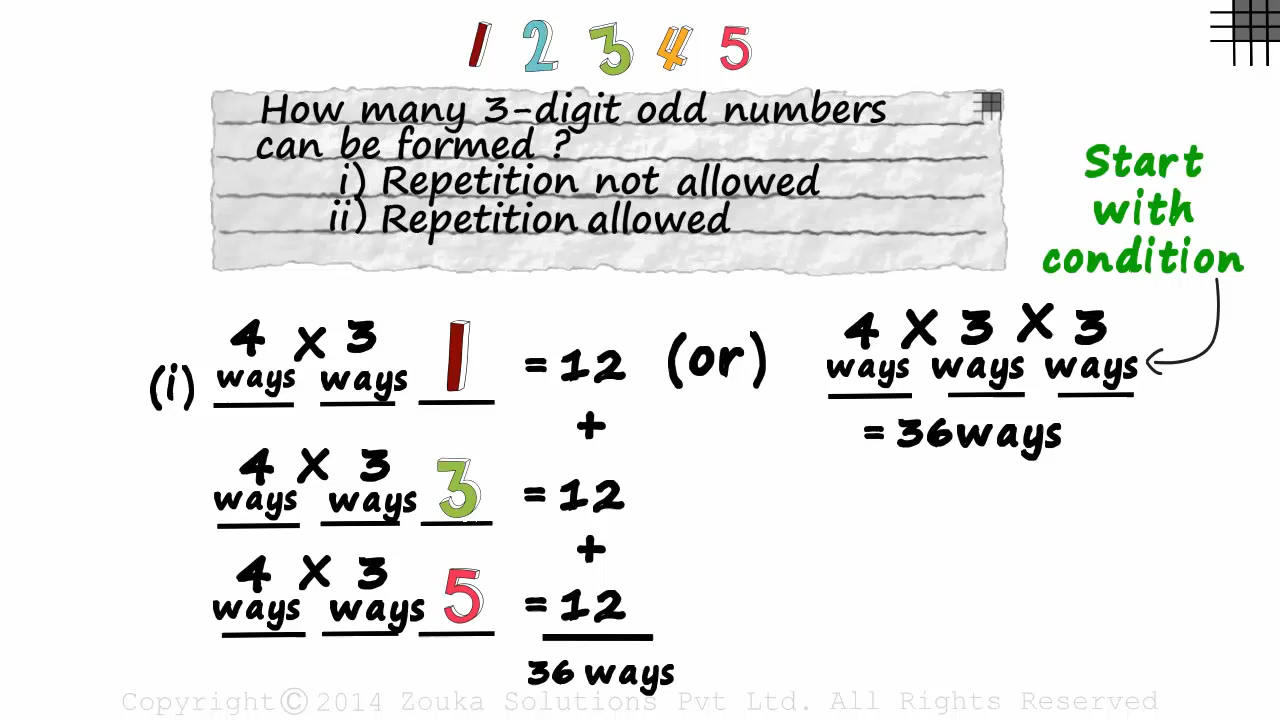 1 2 3 4 5
How many 3-digit odd numbers
can be formed ?
i) Repetition not allowed
ii) Repetition allowed
Start
with
condition
(i) 4 X 3 1 = 12
ways ways
+
4 X 3 3 = 12
ways ways
+
4 X 3 5 = 12
ways ways
36 ways
(or)
4 X 3 X 3
ways ways ways
= 36 ways
Copyright © 2014 Zouka Solutions Pvt Ltd. All Rights Reserved